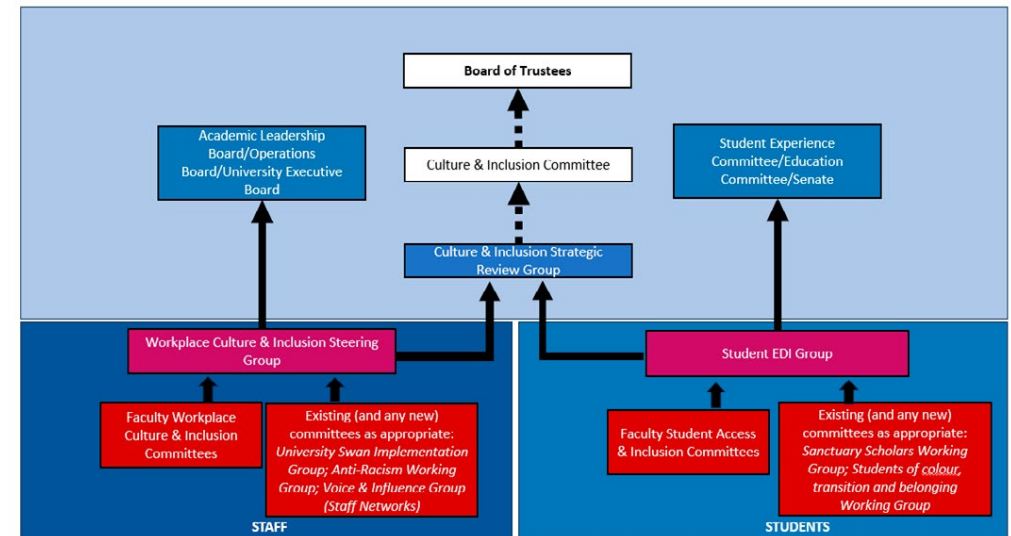 Board of Trustees
Academic Leadership
Board/Operations
Board/University Executive
Board
Culture & Inclusion Committee
Student Experience
Committee/Education
Committee/Senate
Culture & Inclusion Strategic
Review Group
Workplace Culture & Inclusion Steering
Group
Student EDI Group
Faculty Workplace
Culture & Inclusion
Committees
Existing (and any new)
committees as appropriate:
University Swan Implementation
Group; Anti-Racism Working
Group; Voice & Influence Group
(Staff Networks)
Faculty Student Access
& Inclusion Committees
Existing (and any new)
committees as appropriate:
Sanctuary Scholars Working
Group; Students of colour,
transition and belonging
Working Group
STAFF
STUDENTS